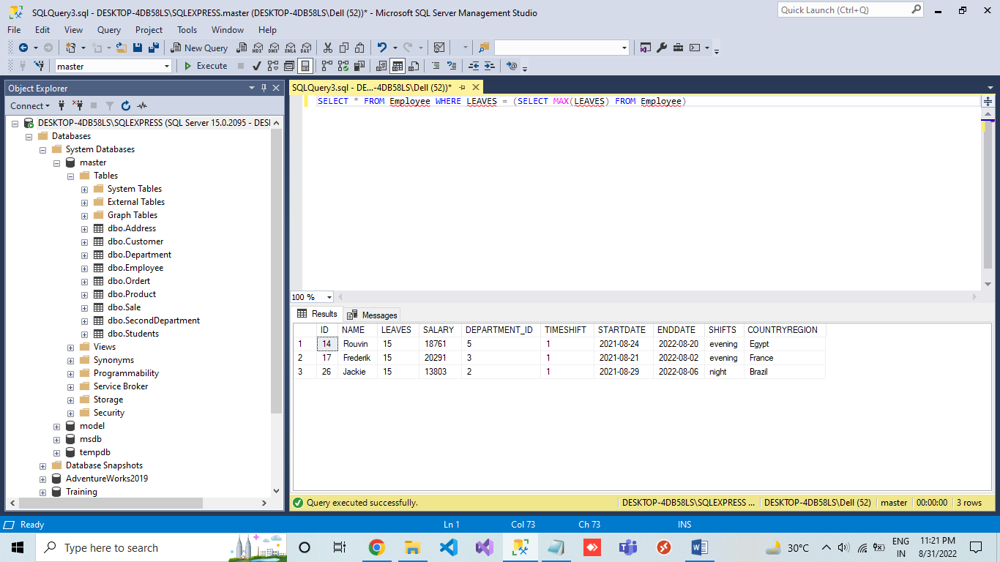 SQLQuery3.sql - DESKTOP-4DB58LS\SQLEXPRESS.master (DESKTOP-4DB58LS\Dell (52))* - Microsoft SQL Server Management Studio
Quick Launch (Ctrl+Q)
File Edit View Query Project Tools Window Help
New Query MDX DMX XMLA DAX
master Execute
Object Explorer
SQLQuery3.sql - DE...-4DB58LS\Dell (52))*
Connect
SELECT * FROM Employee WHERE LEAVES = (SELECT MAX(LEAVES) FROM Employee)
DESKTOP-4DB58LS\SQLEXPRESS (SQL Server 15.0.2095 - DESI
Databases
System Databases
master
Tables
System Tables
External Tables
Graph Tables
dbo.Address
dbo.Customer
dbo.Department
dbo.Employee
dbo.Ordert
dbo.Product
dbo.Sale
dbo.SecondDepartment
dbo.Students
Views
Synonyms
Programmability
Service Broker
Storage
Security
model
msdb
tempdb
Database Snapshots
AdventureWorks2019
Training
100 %
Results Messages
ID NAME LEAVES SALARY DEPARTMENT_ID TIMESHIFT STARTDATE ENDDATE SHIFTS COUNTRYREGION
1 14 Rouvin 15 18761 5 1 2021-08-24 2022-08-20 evening Egypt
2 17 Frederik 15 20291 3 1 2021-08-21 2022-08-02 evening France
3 26 Jackie 15 13803 2 1 2021-08-29 2022-08-06 night Brazil
Query executed successfully. DESKTOP-4DB58LS\SQLEXPRESS ... DESKTOP-4DB58LS\Dell (52) master 00:00:00 3 rows
Ready Ln 1 Col 73 Ch 73 INS
Type here to search
30°C
ENG
IN
11:21 PM
8/31/2022